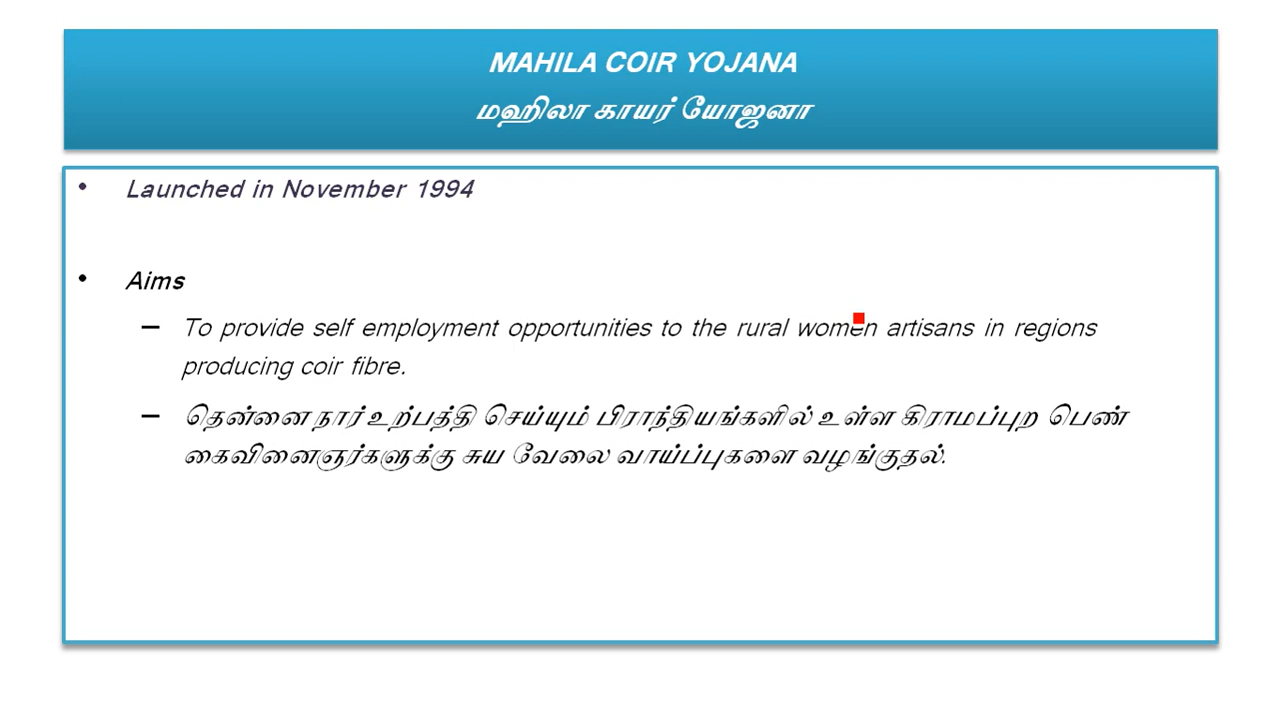 MAHILA COIR YOJANA
மஹிலா காயர் யோஜனா
• Launched in November 1994
• Aims
– To provide self employment opportunities to the rural women artisans in regions
producing coir fibre.
– தென்னை நார் உற்பத்தி செய்யும் பிராந்தியங்களில் உள்ள கிராமப்புற பெண்
கைவினைஞர்களுக்கு சுய வேலை வாய்ப்புகளை வழங்குதல்.